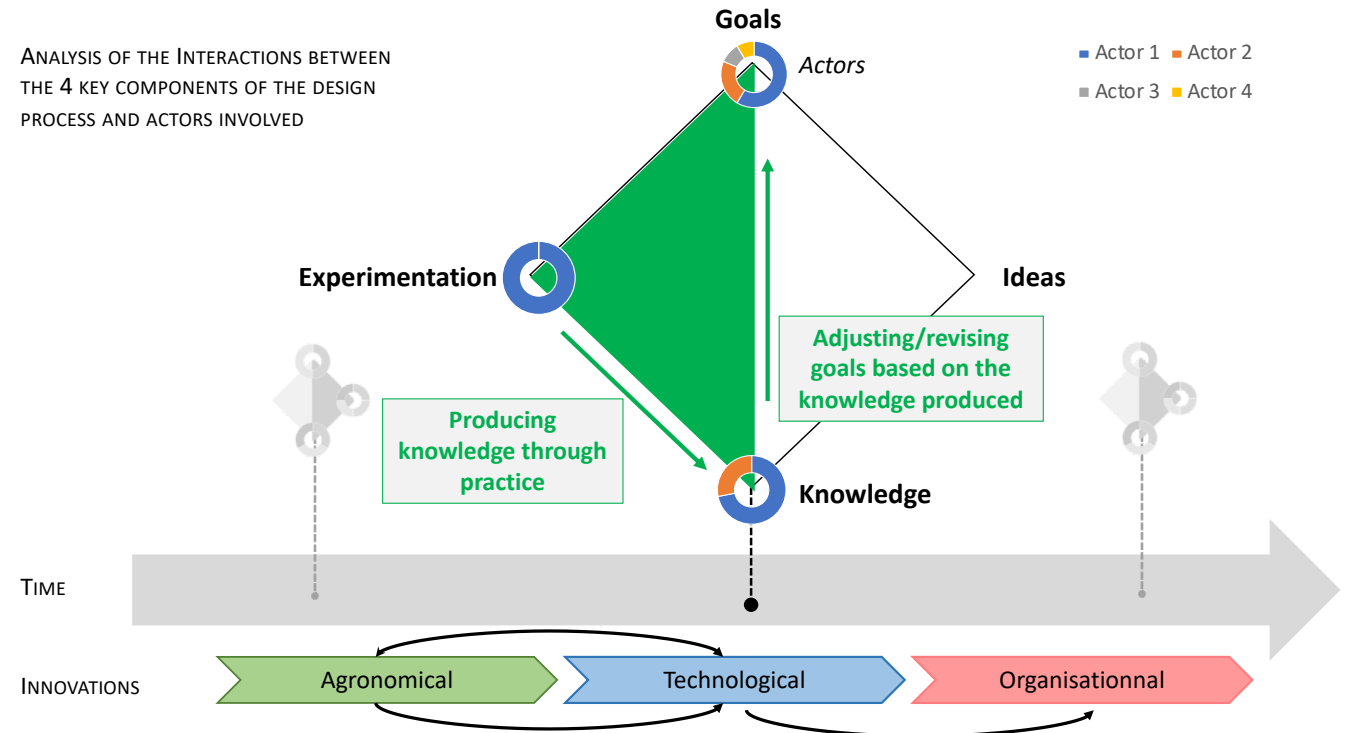 Goals
ANALYSIS OF THE INTERACTIONS BETWEEN
THE 4 KEY COMPONENTS OF THE DESIGN
PROCESS AND ACTORS INVOLVED
Actors
Actor 1 Actor 2
Actor 3 Actor 4
Experimentation
Ideas
Adjusting/revising
goals based on the
knowledge produced
Producing
knowledge through
practice
Knowledge
TIME
INNOVATIONS
Agronomical
Technological
Organisationnal